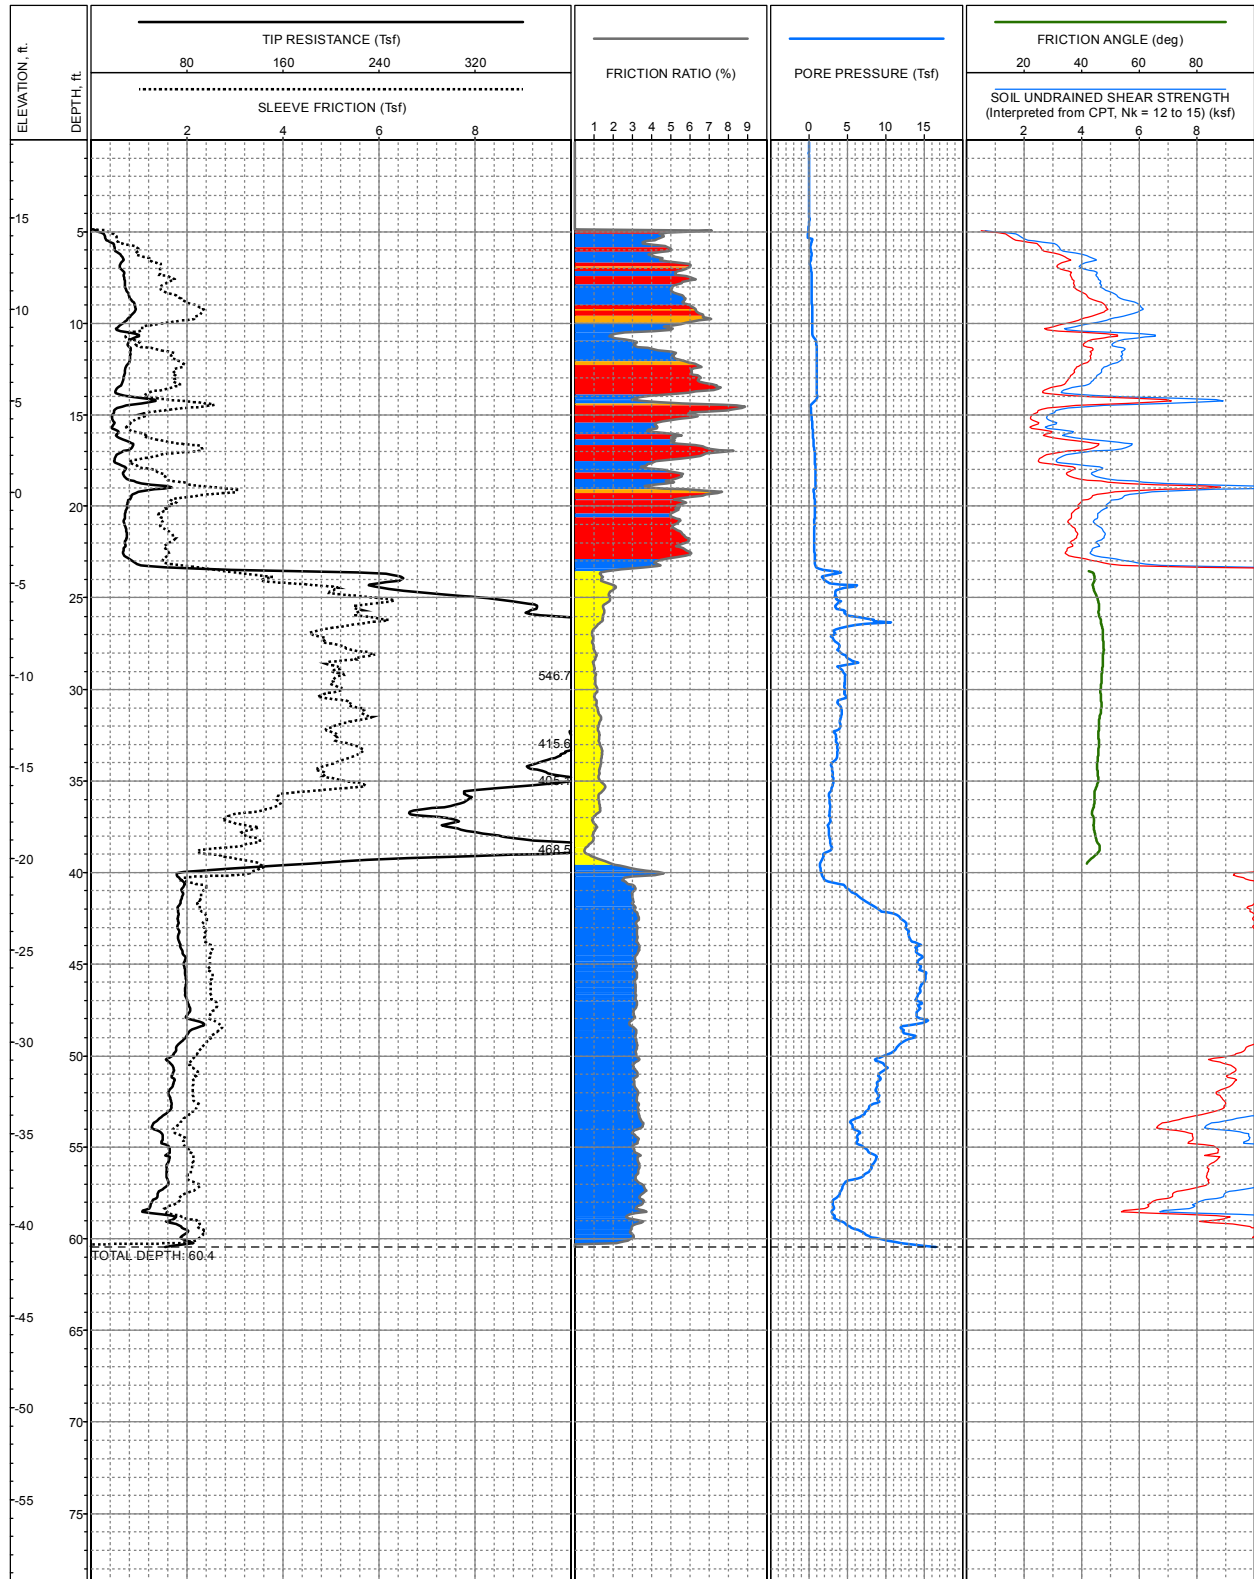 ELEVATION, ft.
DEPTH, ft.
TIP RESISTANCE (Tsf)
80 160 240 320
SLEEVE FRICTION (Tsf)
2 4 6 8
FRICTION RATIO (%)
1 2 3 4 5 6 7 8 9
PORE PRESSURE (Tsf)
0 5 10 15
FRICTION ANGLE (deg)
20 40 60 80
SOIL UNDRAINED SHEAR STRENGTH
(Interpreted from CPT, Nk = 12 to 15) (ksf)
2 4 6 8
15
5
10
10
5
15
0
20
-5
25
-10
546.7
30
415.6
-15
35
-20
468.5
40
-25
45
-30
50
-35
55
-40
60
TOTAL DEPTH: 60.4
-45
65
-50
70
-55
75